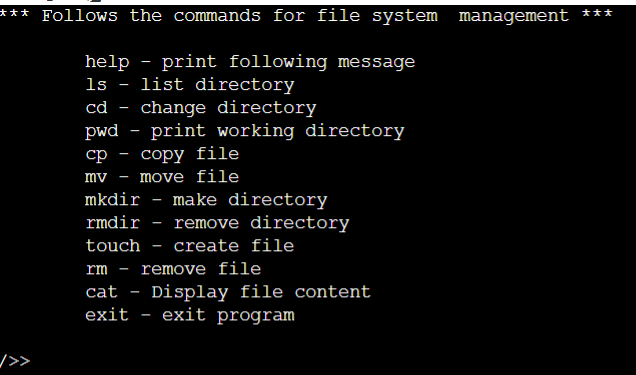 *** Follows the commands for file system  management ***
help - print following message
ls - list directory
cd - change directory
pwd - print working directory
cp - copy file
mv - move file
mkdir - make directory
rmdir - remove directory
touch - create file
rm - remove file
cat - Display file content
exit - exit program
/>>